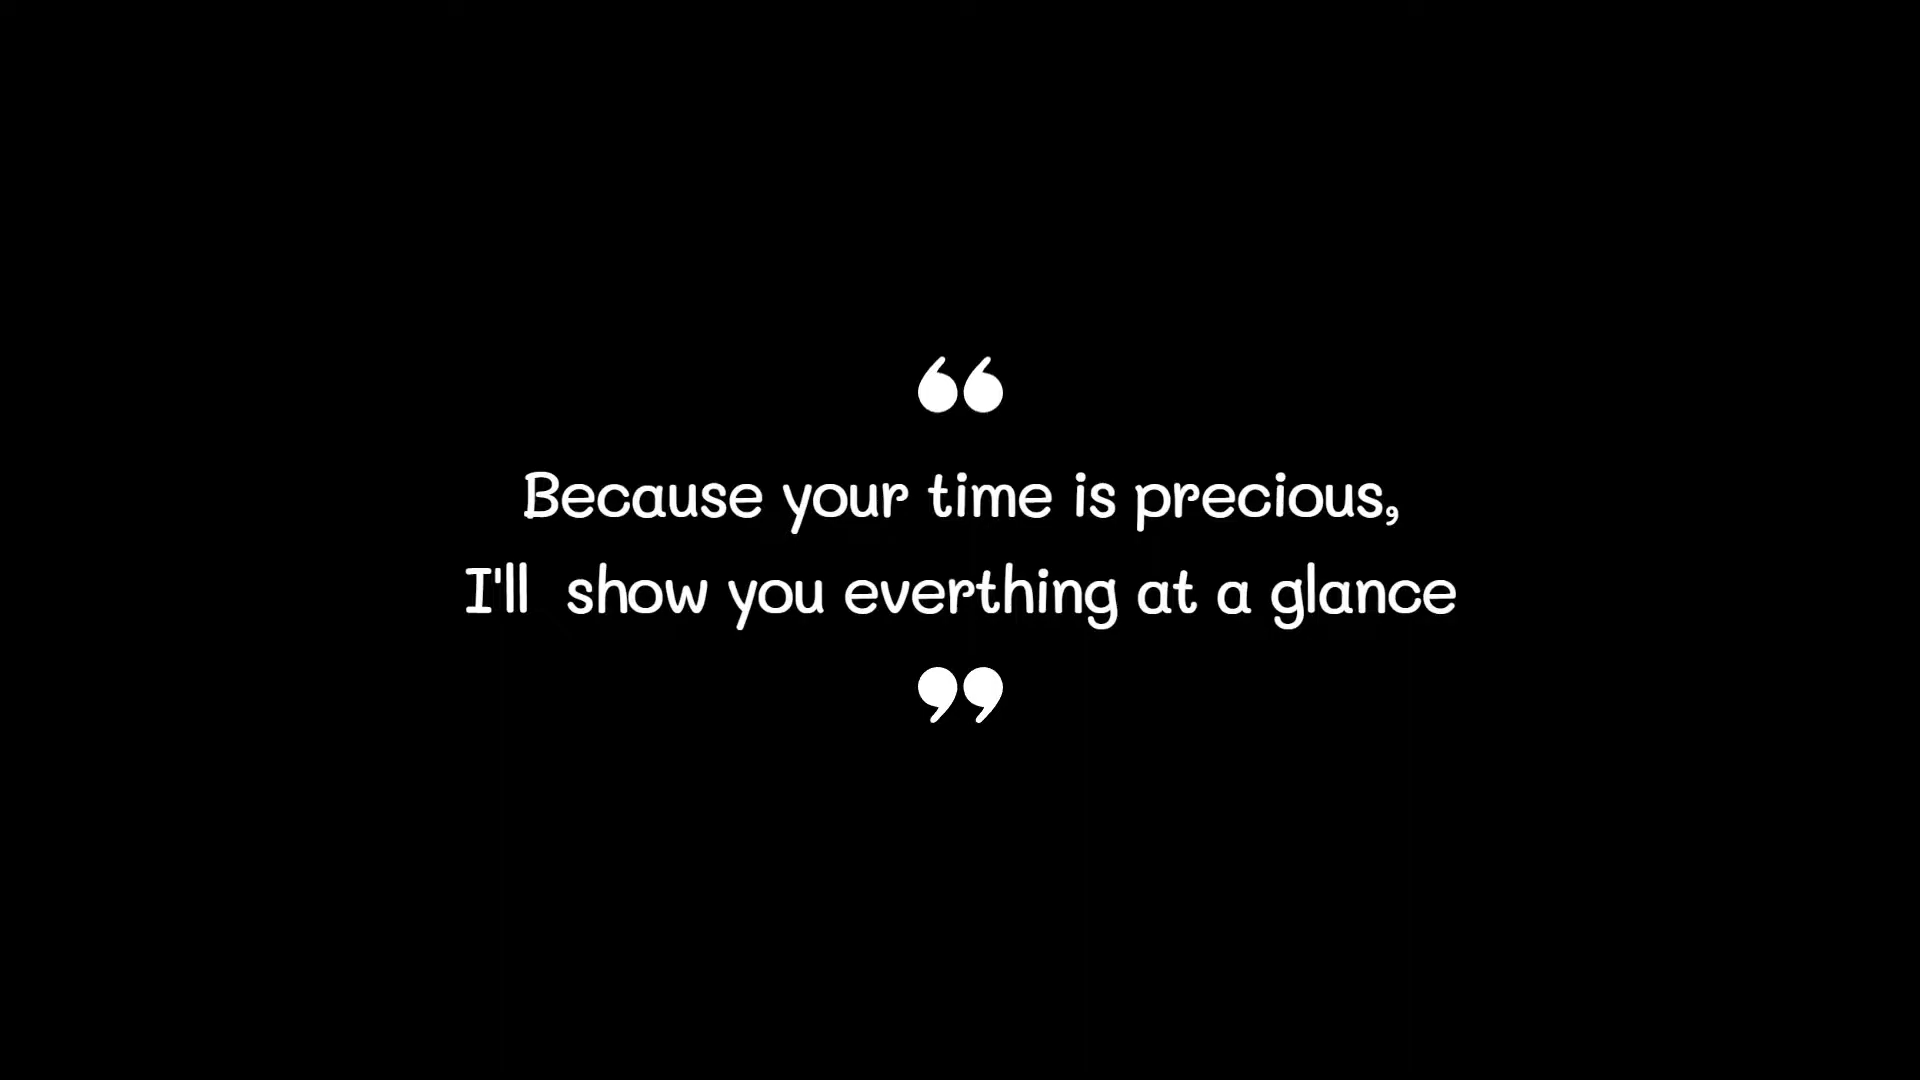 “
Because your time is precious,
I'll  show you everthing at a glance
”